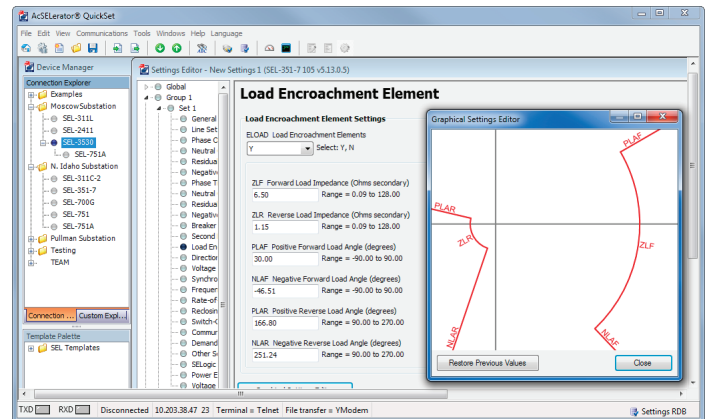 AcSELerator® QuickSet
File Edit View Communications Tools Windows Help Language
Device Manager
Connection Explorer
Examples
MoscowSubstation
SEL-311L
SEL-2411
SEL-3530
SEL-751A
N. Idaho Substation
SEL-311C-2
SEL-351-7
SEL-700G
SEL-751
SEL-751A
Pullman Substation
Testing
TEAM
Connection ... Custom Expl...
Template Palette
SEL Templates
Settings Editor - New Settings 1 (SEL-351-7 105 v5.13.0.5)
Global
Group 1
Set 1
General
Line Set
Phase O
Neutral
Residua
Negativ
Phase T
Neutral
Residua
Negativ
Breaker
Second
Load En
Direction
Voltage
Synchro
Frequen
Rate-of
Reclosin
Switch-O
Commun
Demand
Other Se
SELogic
Power E
Voltage
Load Encroachment Element
Load Encroachment Element Settings
ELOAD Load Encroachment Elements
Y Select: Y, N
ZLF Forward Load Impedance (Ohms secondary)
6.50 Range = 0.09 to 128.00
ZLR Reverse Load Impedance (Ohms secondary)
1.15 Range = 0.09 to 128.00
PLAF Positive Forward Load Angle (degrees)
30.00 Range = -90.00 to 90.00
NLAF Negative Forward Load Angle (degrees)
-46.51 Range = -90.00 to 90.00
PLAR Positive Reverse Load Angle (degrees)
166.80 Range = 90.00 to 270.00
NLAR Negative Reverse Load Angle (degrees)
251.24 Range = 90.00 to 270.00
Graphical Settings Editor
PLAF
PLAR
ZLR
ZLF
NLAR
NLAF
Restore Previous Values Close
TXD RXD Disconnected 10.203.38.47 23 Terminal = Telnet File transfer = YModem Settings RDB